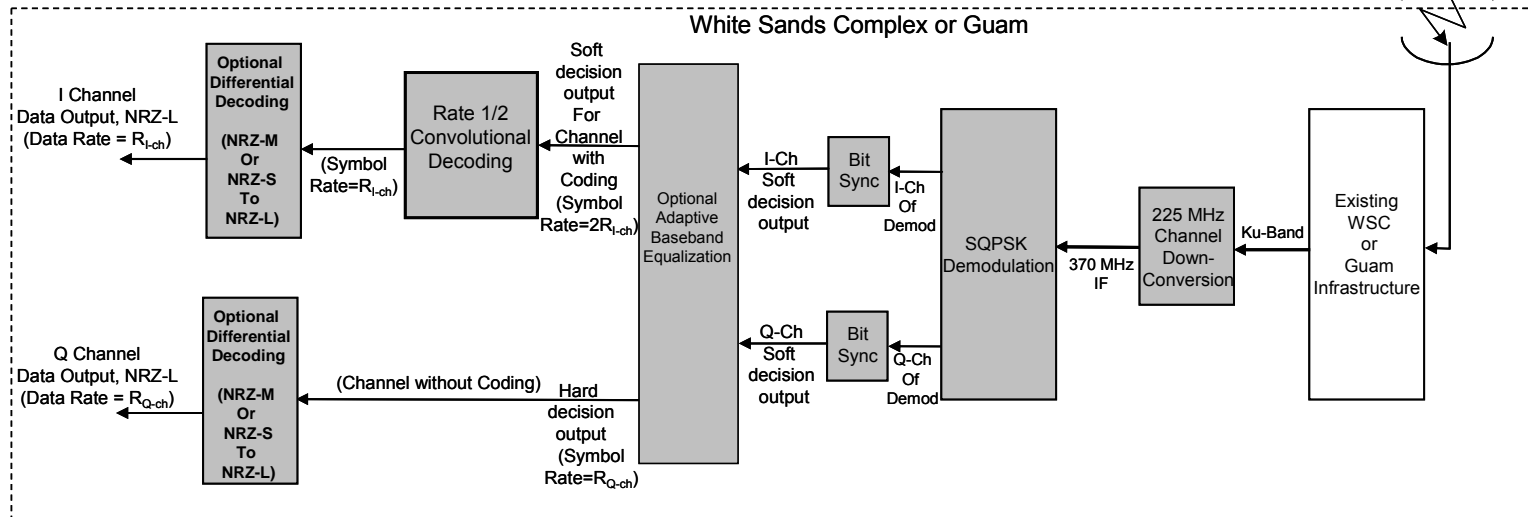 White Sands Complex or Guam
I Channel
Data Output, NRZ-L
(Data Rate = R_I-ch)
Optional
Differential
Decoding
(NRZ-M
Or
NRZ-S
To
NRZ-L)
(Symbol
Rate=R_I-ch)
Rate 1/2
Convolutional
Decoding
Soft
decision
output
For
Channel
with
Coding
(Symbol
Rate=2R_I-ch)
Optional
Adaptive
Baseband
Equalization
I-Ch
Soft
decision
output
Bit
Sync
I-Ch
Of
Demod
SQPSK
Demodulation
370 MHz
IF
225 MHz
Channel
Down-
Conversion
Ku-Band
Existing
WSC
or
Guam
Infrastructure
Q Channel
Data Output, NRZ-L
(Data Rate = R_Q-ch)
Optional
Differential
Decoding
(NRZ-M
Or
NRZ-S
To
NRZ-L)
(Channel without Coding)
Hard
decision
output
(Symbol
Rate=R_Q-ch)
Q-Ch
Soft
decision
output
Bit
Sync
Q-Ch
Of
Demod